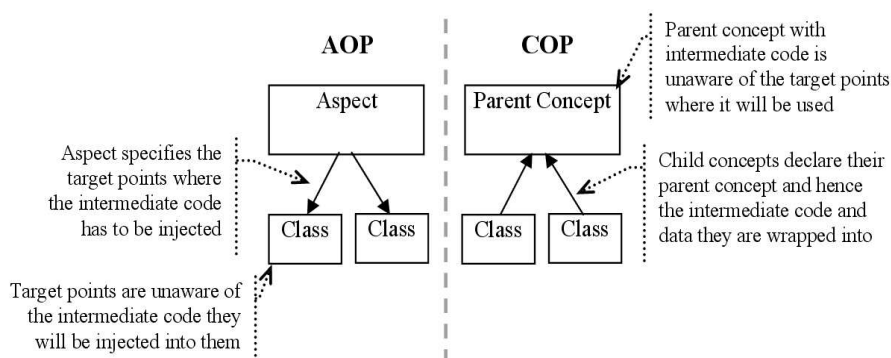 AOP
Aspect
Aspect specifies the
target points where
the intermediate code
has to be injected
Class
Class
Target points are unaware of
the intermediate code they
will be injected into them
COP
Parent concept with
intermediate code is
unaware of the target points
where it will be used
Parent Concept
Child concepts declare their
parent concept and hence
the intermediate code and
data they are wrapped into
Class
Class